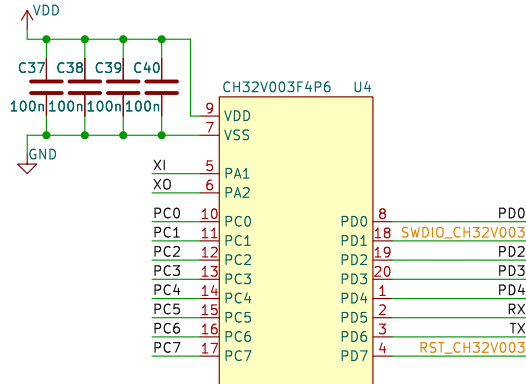 VDD
C37 C38 C39 C40
100n 100n 100n 100n
GND
CH32V003F4P6 U4
9 VDD
7 VSS
XI 5 PA1
XO 6 PA2
PC0 10 PC0 PD0 8 PD0
PC1 11 PC1 PD1 18 SWDIO_CH32V003
PC2 12 PC2 PD2 19 PD2
PC3 13 PC3 PD3 20 PD3
PC4 14 PC4 PD4 1 PD4
PC5 15 PC5 PD5 2 RX
PC6 16 PC6 PD6 3 TX
PC7 17 PC7 PD7 4 RST_CH32V003